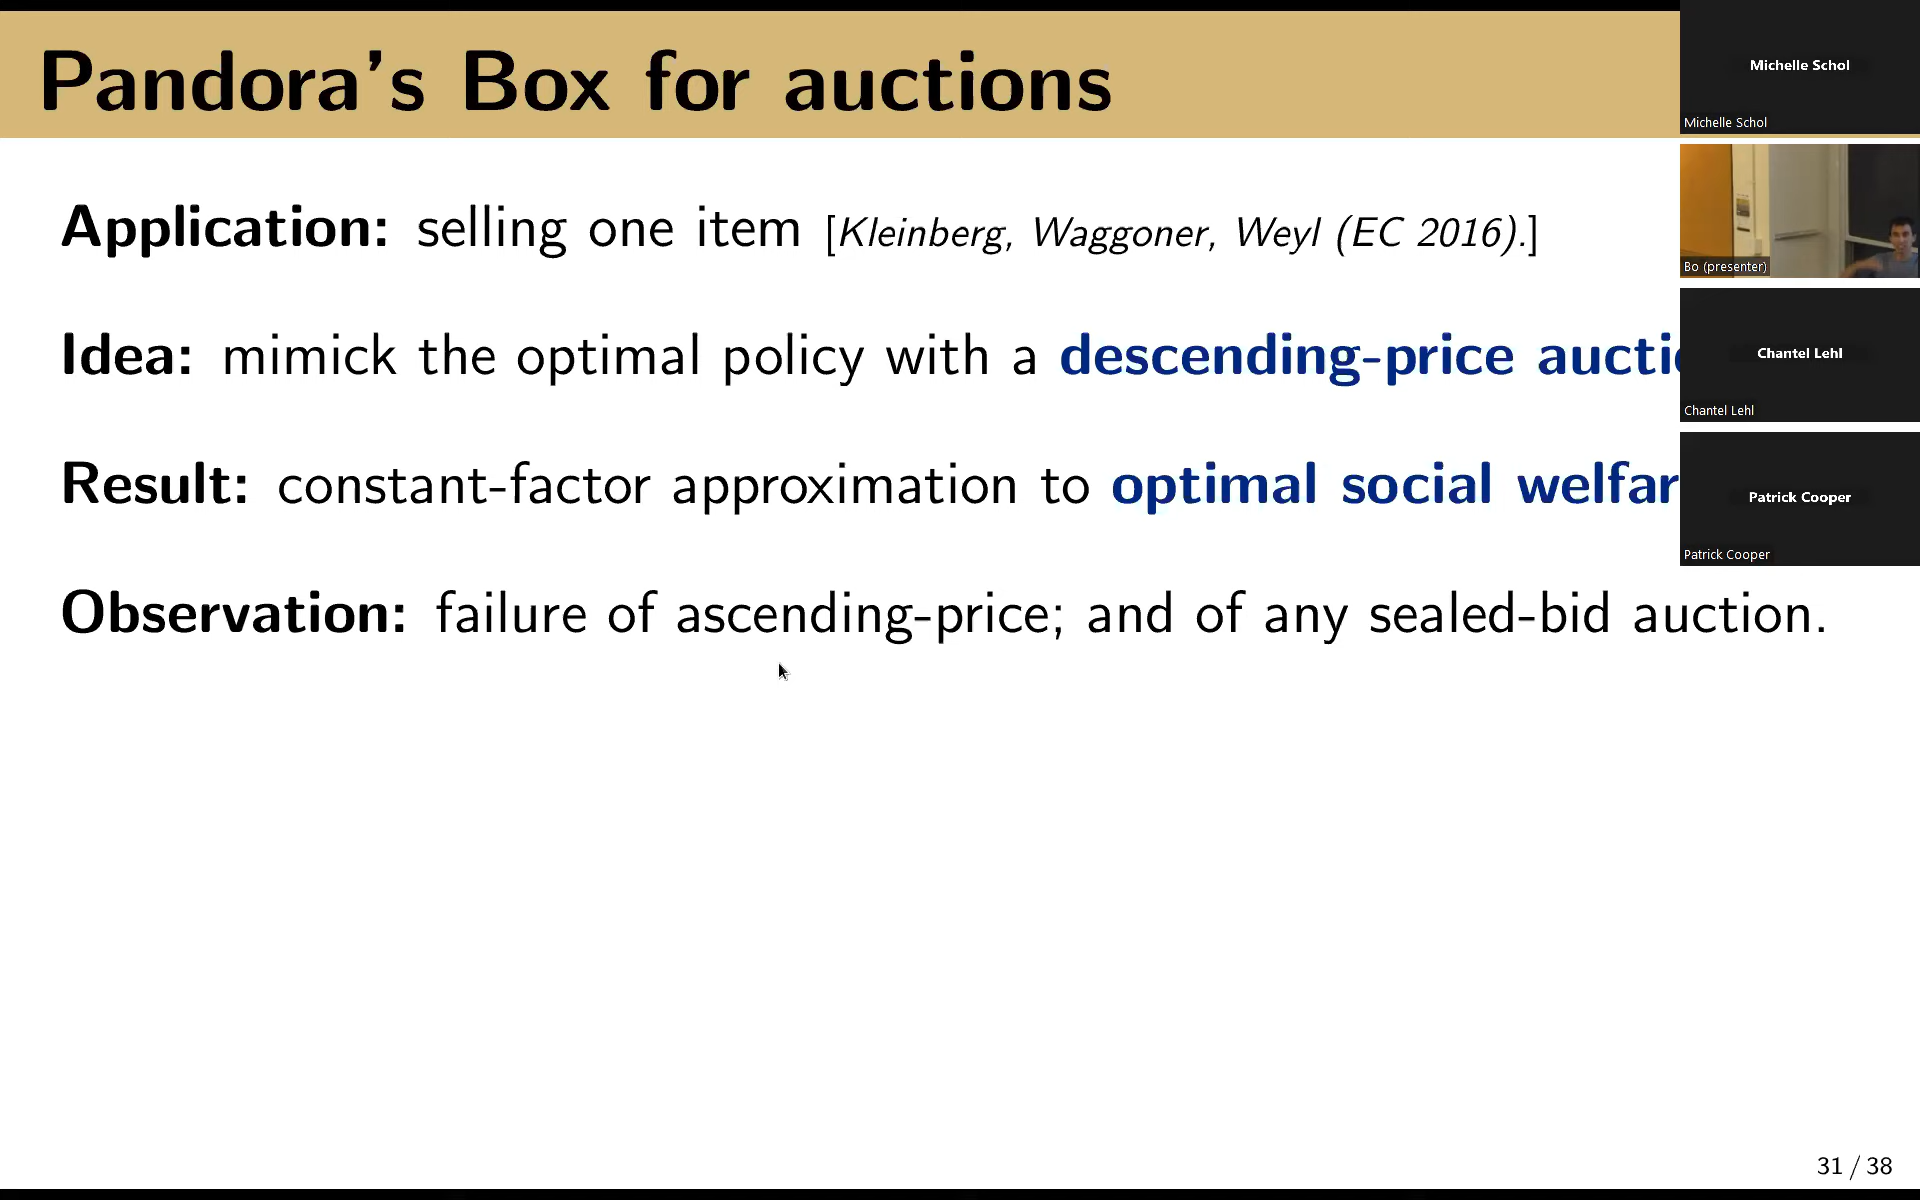 Pandora's Box for auctions
Application: selling one item [Kleinberg, Waggoner, Weyl (EC 2016).]
Idea: mimick the optimal policy with a descending-price
Result: constant-factor approximation to optimal social
Observation: failure of ascending-price; and of any sealed-bid auction.
31 / 38
Michelle Schol
Michelle Schol
Bo (presenter)
Chantel Lehl
Chantel Lehl
Patrick Cooper
Patrick Cooper